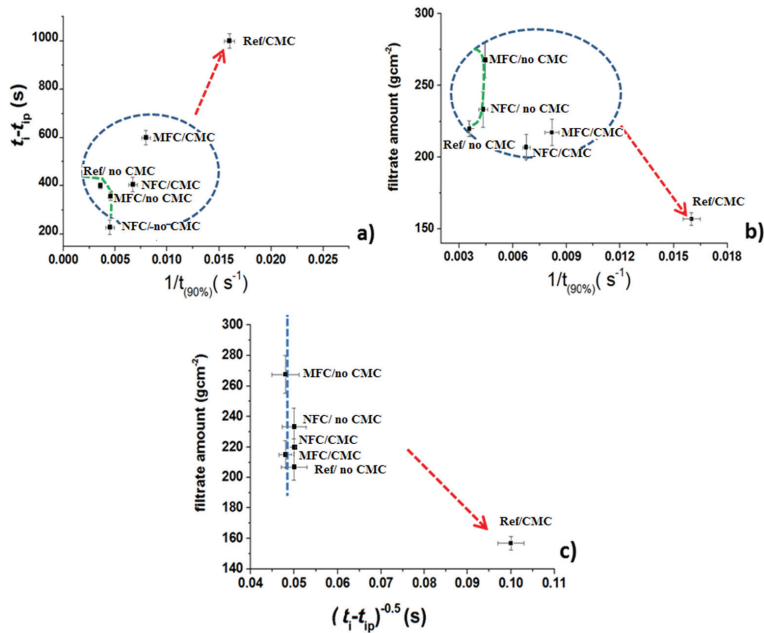 a)
1000
800
600
400
200
tᵢ-tᵢₚ (s)
Ref/CMC
MFC/CMC
Ref/ no CMC
NFC/CMC
MFC/no CMC
NFC/ no CMC
0.000 0.005 0.010 0.015 0.020 0.025
1/t(90%)( s⁻¹)
b)
300
250
200
150
filtrate amount (gcm⁻²)
MFC/no CMC
NFC/ no CMC
Ref/ no CMC
MFC/CMC
NFC/CMC
Ref/CMC
0.003 0.006 0.009 0.012 0.015 0.018
1/t(90%)( s⁻¹)
c)
300
280
260
240
220
200
180
160
140
filtrate amount (gcm⁻²)
MFC/no CMC
NFC/ no CMC
NFC/CMC
MFC/CMC
Ref/ no CMC
Ref/CMC
0.04 0.05 0.06 0.07 0.08 0.09 0.10 0.11
(tᵢ-tᵢₚ)⁻⁰·⁵ (s)